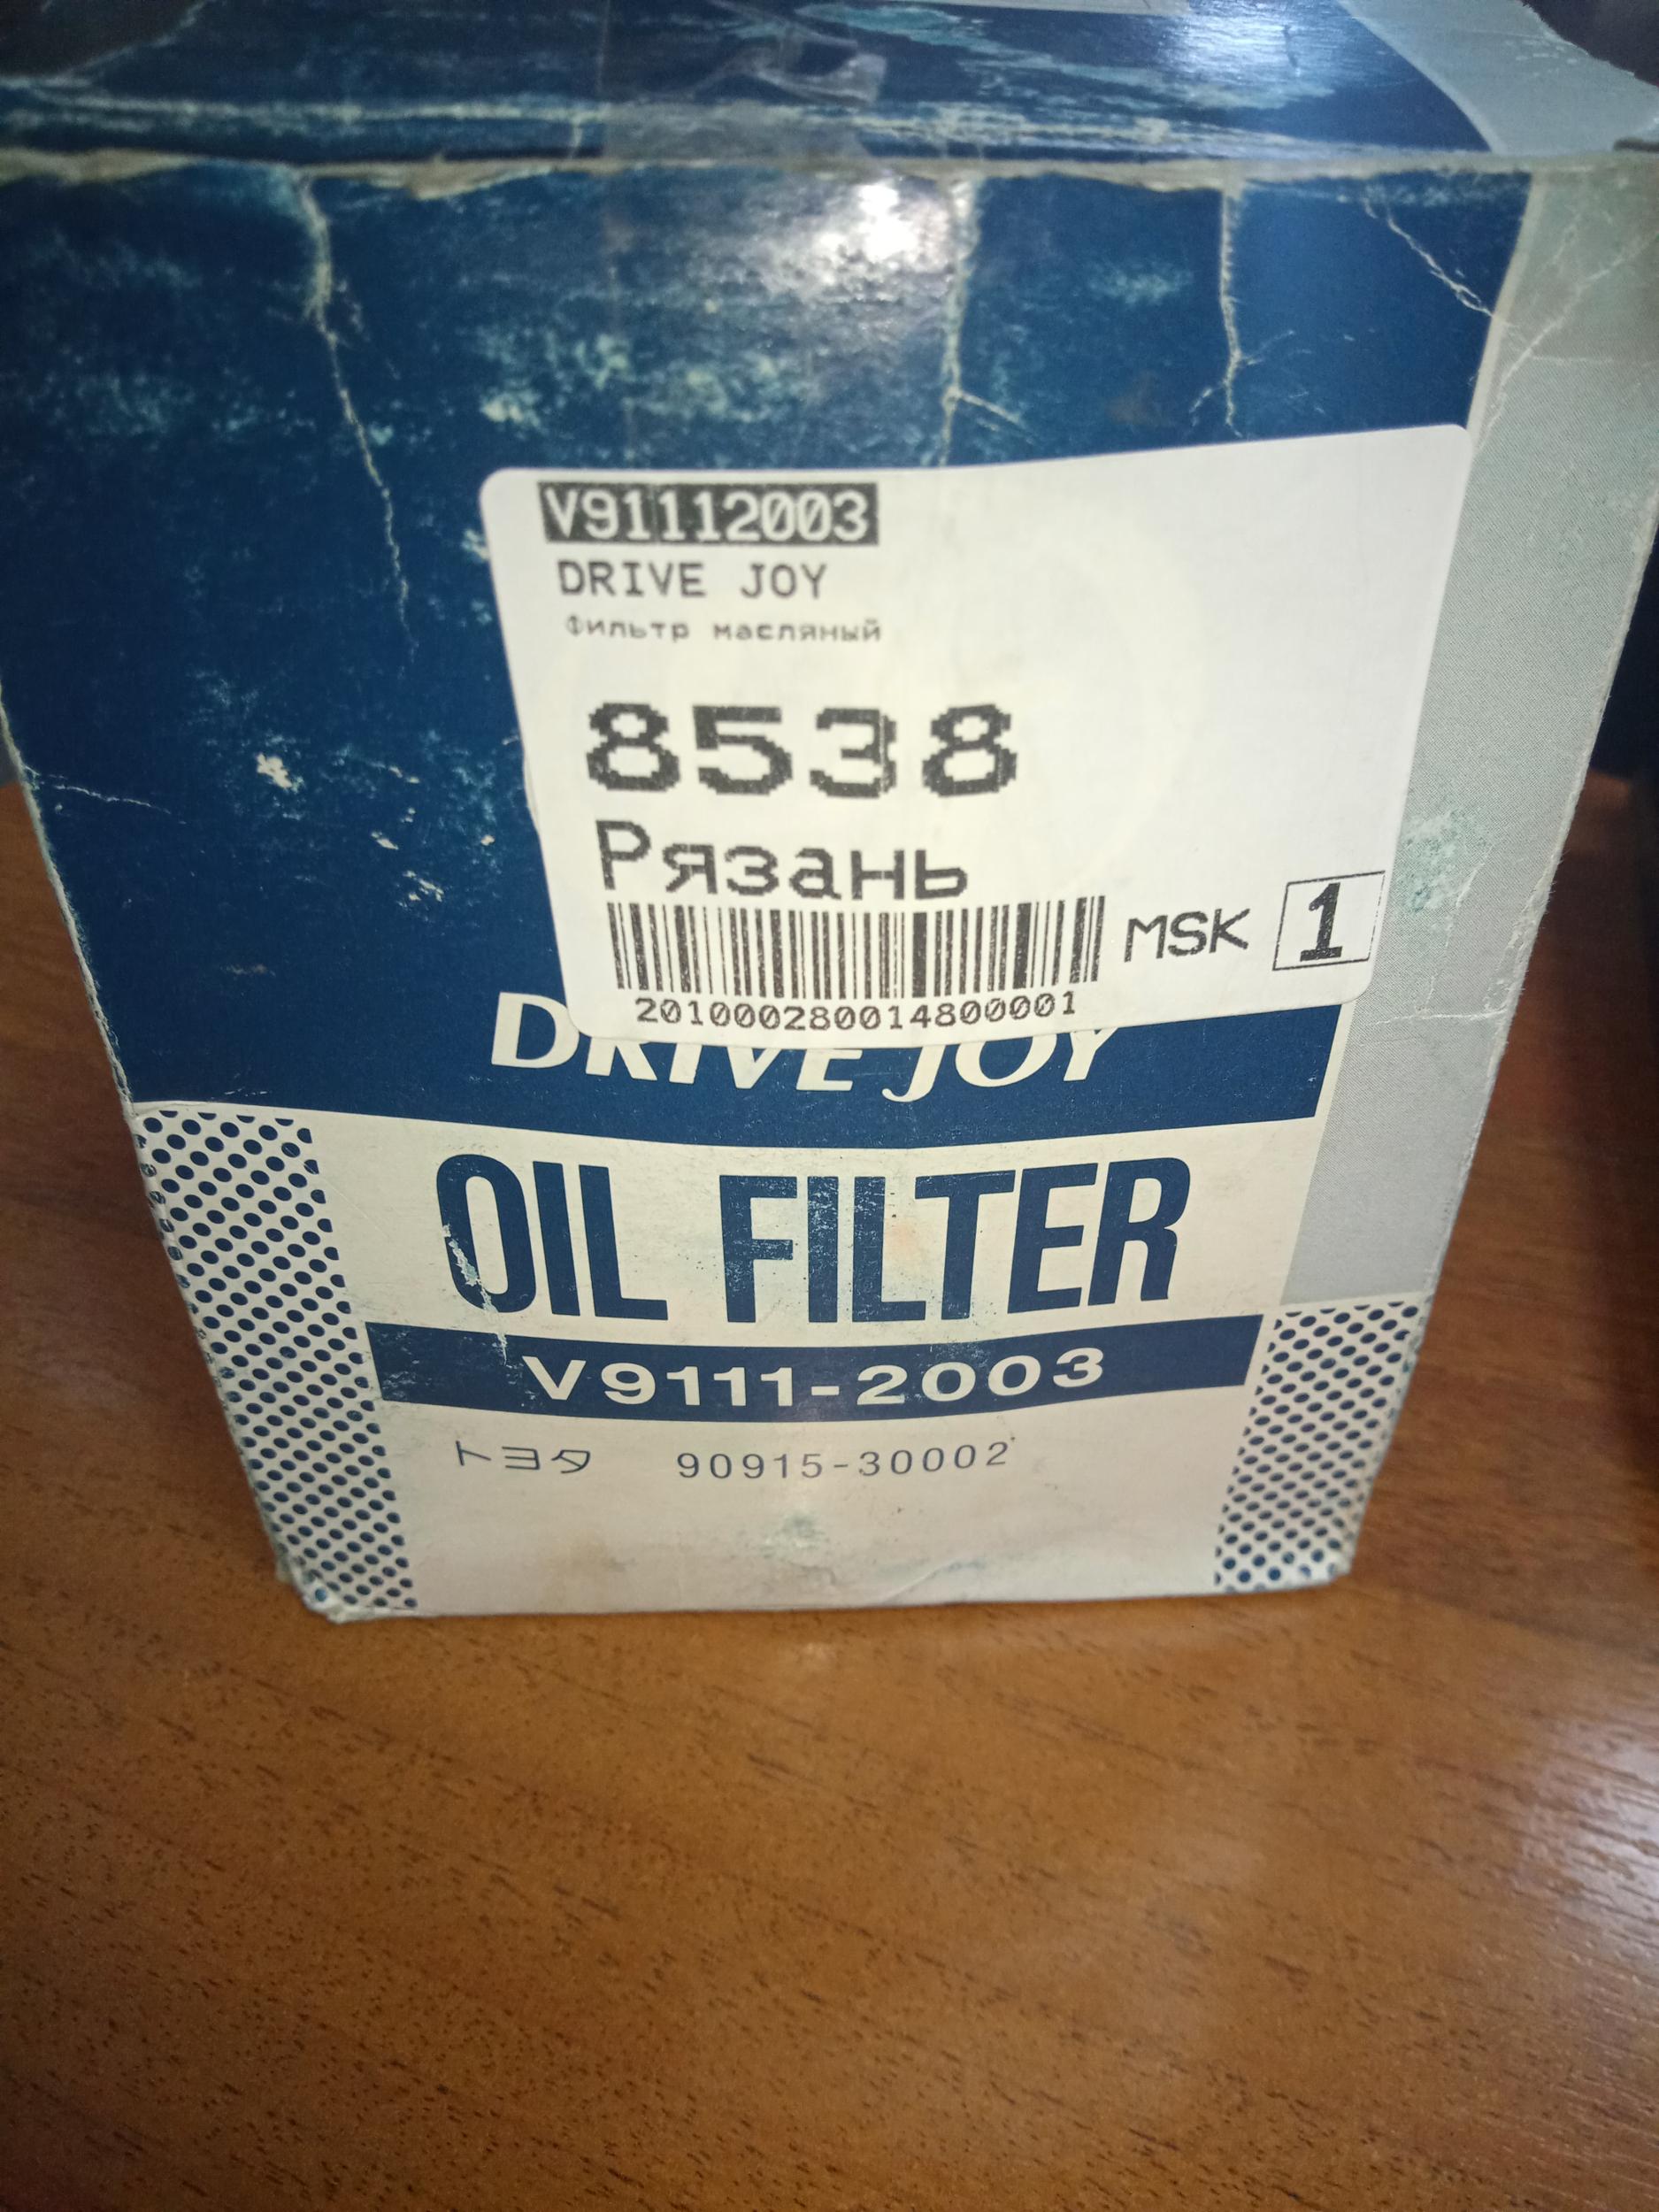 V91112003
DRIVE JOY
Фильтр масляный
8538
Рязань
MSK 1
201000280014800001
DRIVE JOY
OIL FILTER
V9111-2003
トヨタ 90915-30002